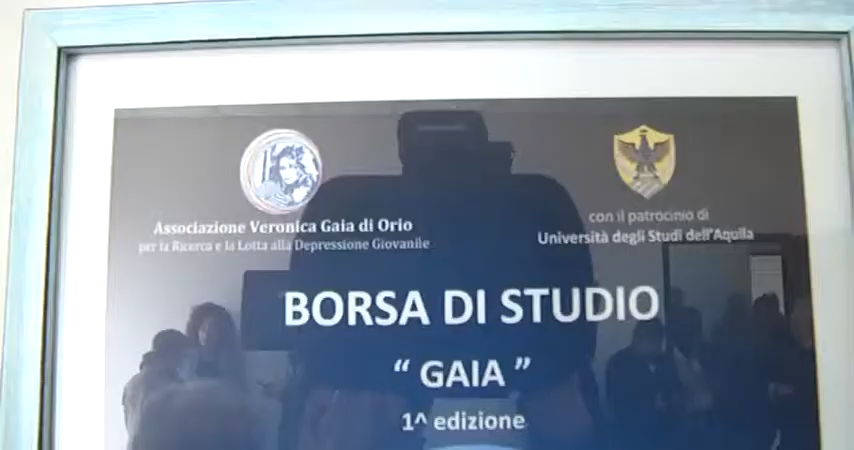 Associazione Veronica Gaia di Orio
per la Ricerca e la Lotta alla Depressione Giovanile
con il patrocinio di
Università degli Studi dell'Aquila
BORSA DI STUDIO
“ GAIA ”
1^ edizione